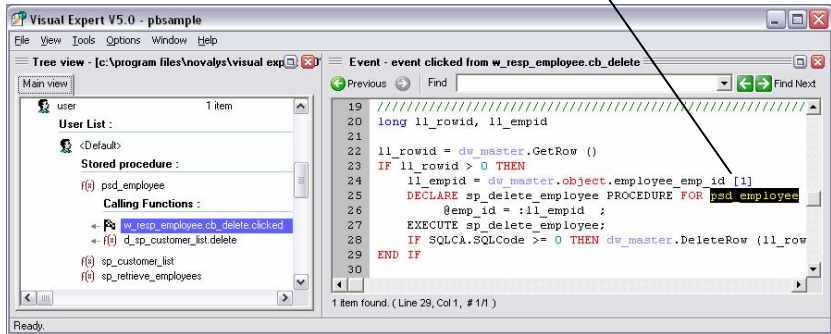 Visual Expert V5.0 - pbsample
File View Tools Options Window Help
Tree view - [c:\program files\novalys\visual exp
Main view
user 1 item
User List :
<Default>
Stored procedure :
f(x) psd_employee
Calling Functions :
w_resp_employee.cb_delete.clicked
f(x) d_sp_customer_list.delete
f(x) sp_customer_list
f(x) sp_retrieve_employees
Event - event clicked from w_resp_employee.cb_delete
Previous Find Find Next
19 ////////////////////////////////////////////////////////////
20 long ll_rowid, ll_empid
21
22 ll_rowid = dw_master.GetRow ()
23 IF ll_rowid > 0 THEN
24 ll_empid = dw_master.object.employee_emp_id [1]
25 DECLARE sp_delete_employee PROCEDURE FOR psd_employee
26 @emp_id = :ll_empid ;
27 EXECUTE sp_delete_employee;
28 IF SQLCA.SQLCode >= 0 THEN dw_master.DeleteRow (ll_row
29 END IF
30
1 item found. ( Line 29, Col 1, # 1/1 )
Ready.